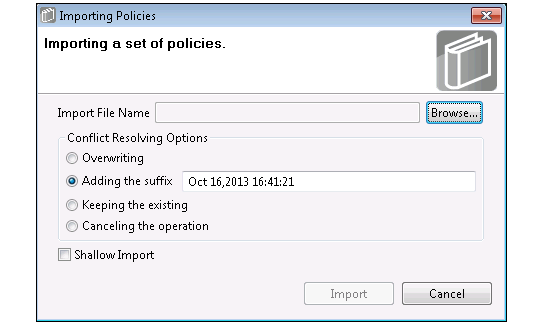 Importing Policies
Importing a set of policies.
Import File Name Browse...
Conflict Resolving Options
Overwriting
Adding the suffix Oct 16,2013 16:41:21
Keeping the existing
Canceling the operation
Shallow Import
Import Cancel